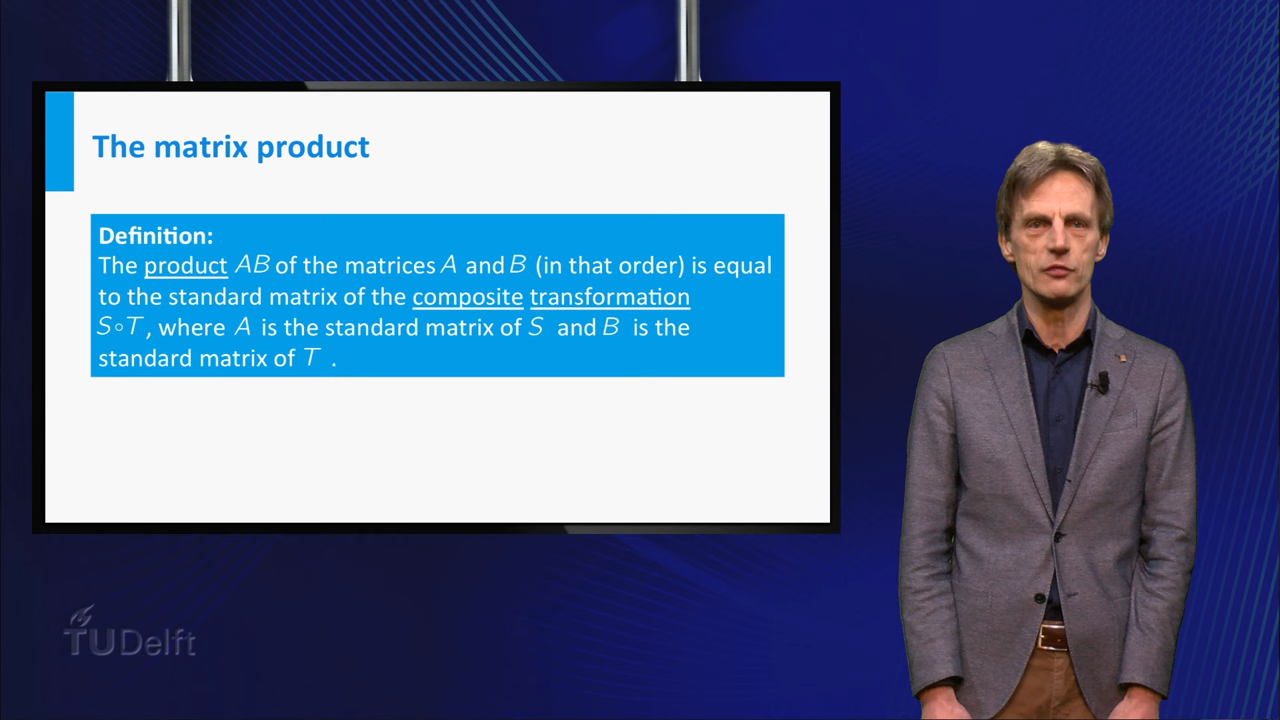 The matrix product
Definition:
The product AB of the matrices A and B (in that order) is equal
to the standard matrix of the composite transformation
S∘T, where A is the standard matrix of S and B is the
standard matrix of T .
TUDelft